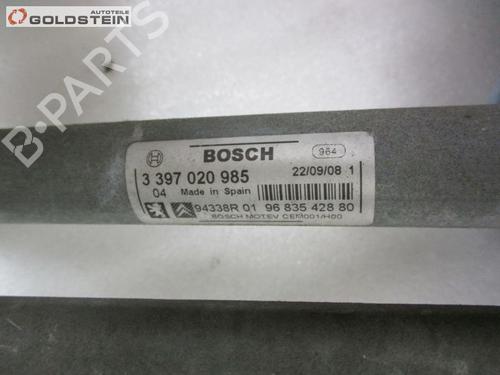 AUTOTEILE
GOLDSTEIN
B-PARTS
BOSCH
964
3 397 020 985
22/09/08 1
04 Made in Spain
94338R 01 96 835 428 80
BOSCH MOTEV CEM001/H00